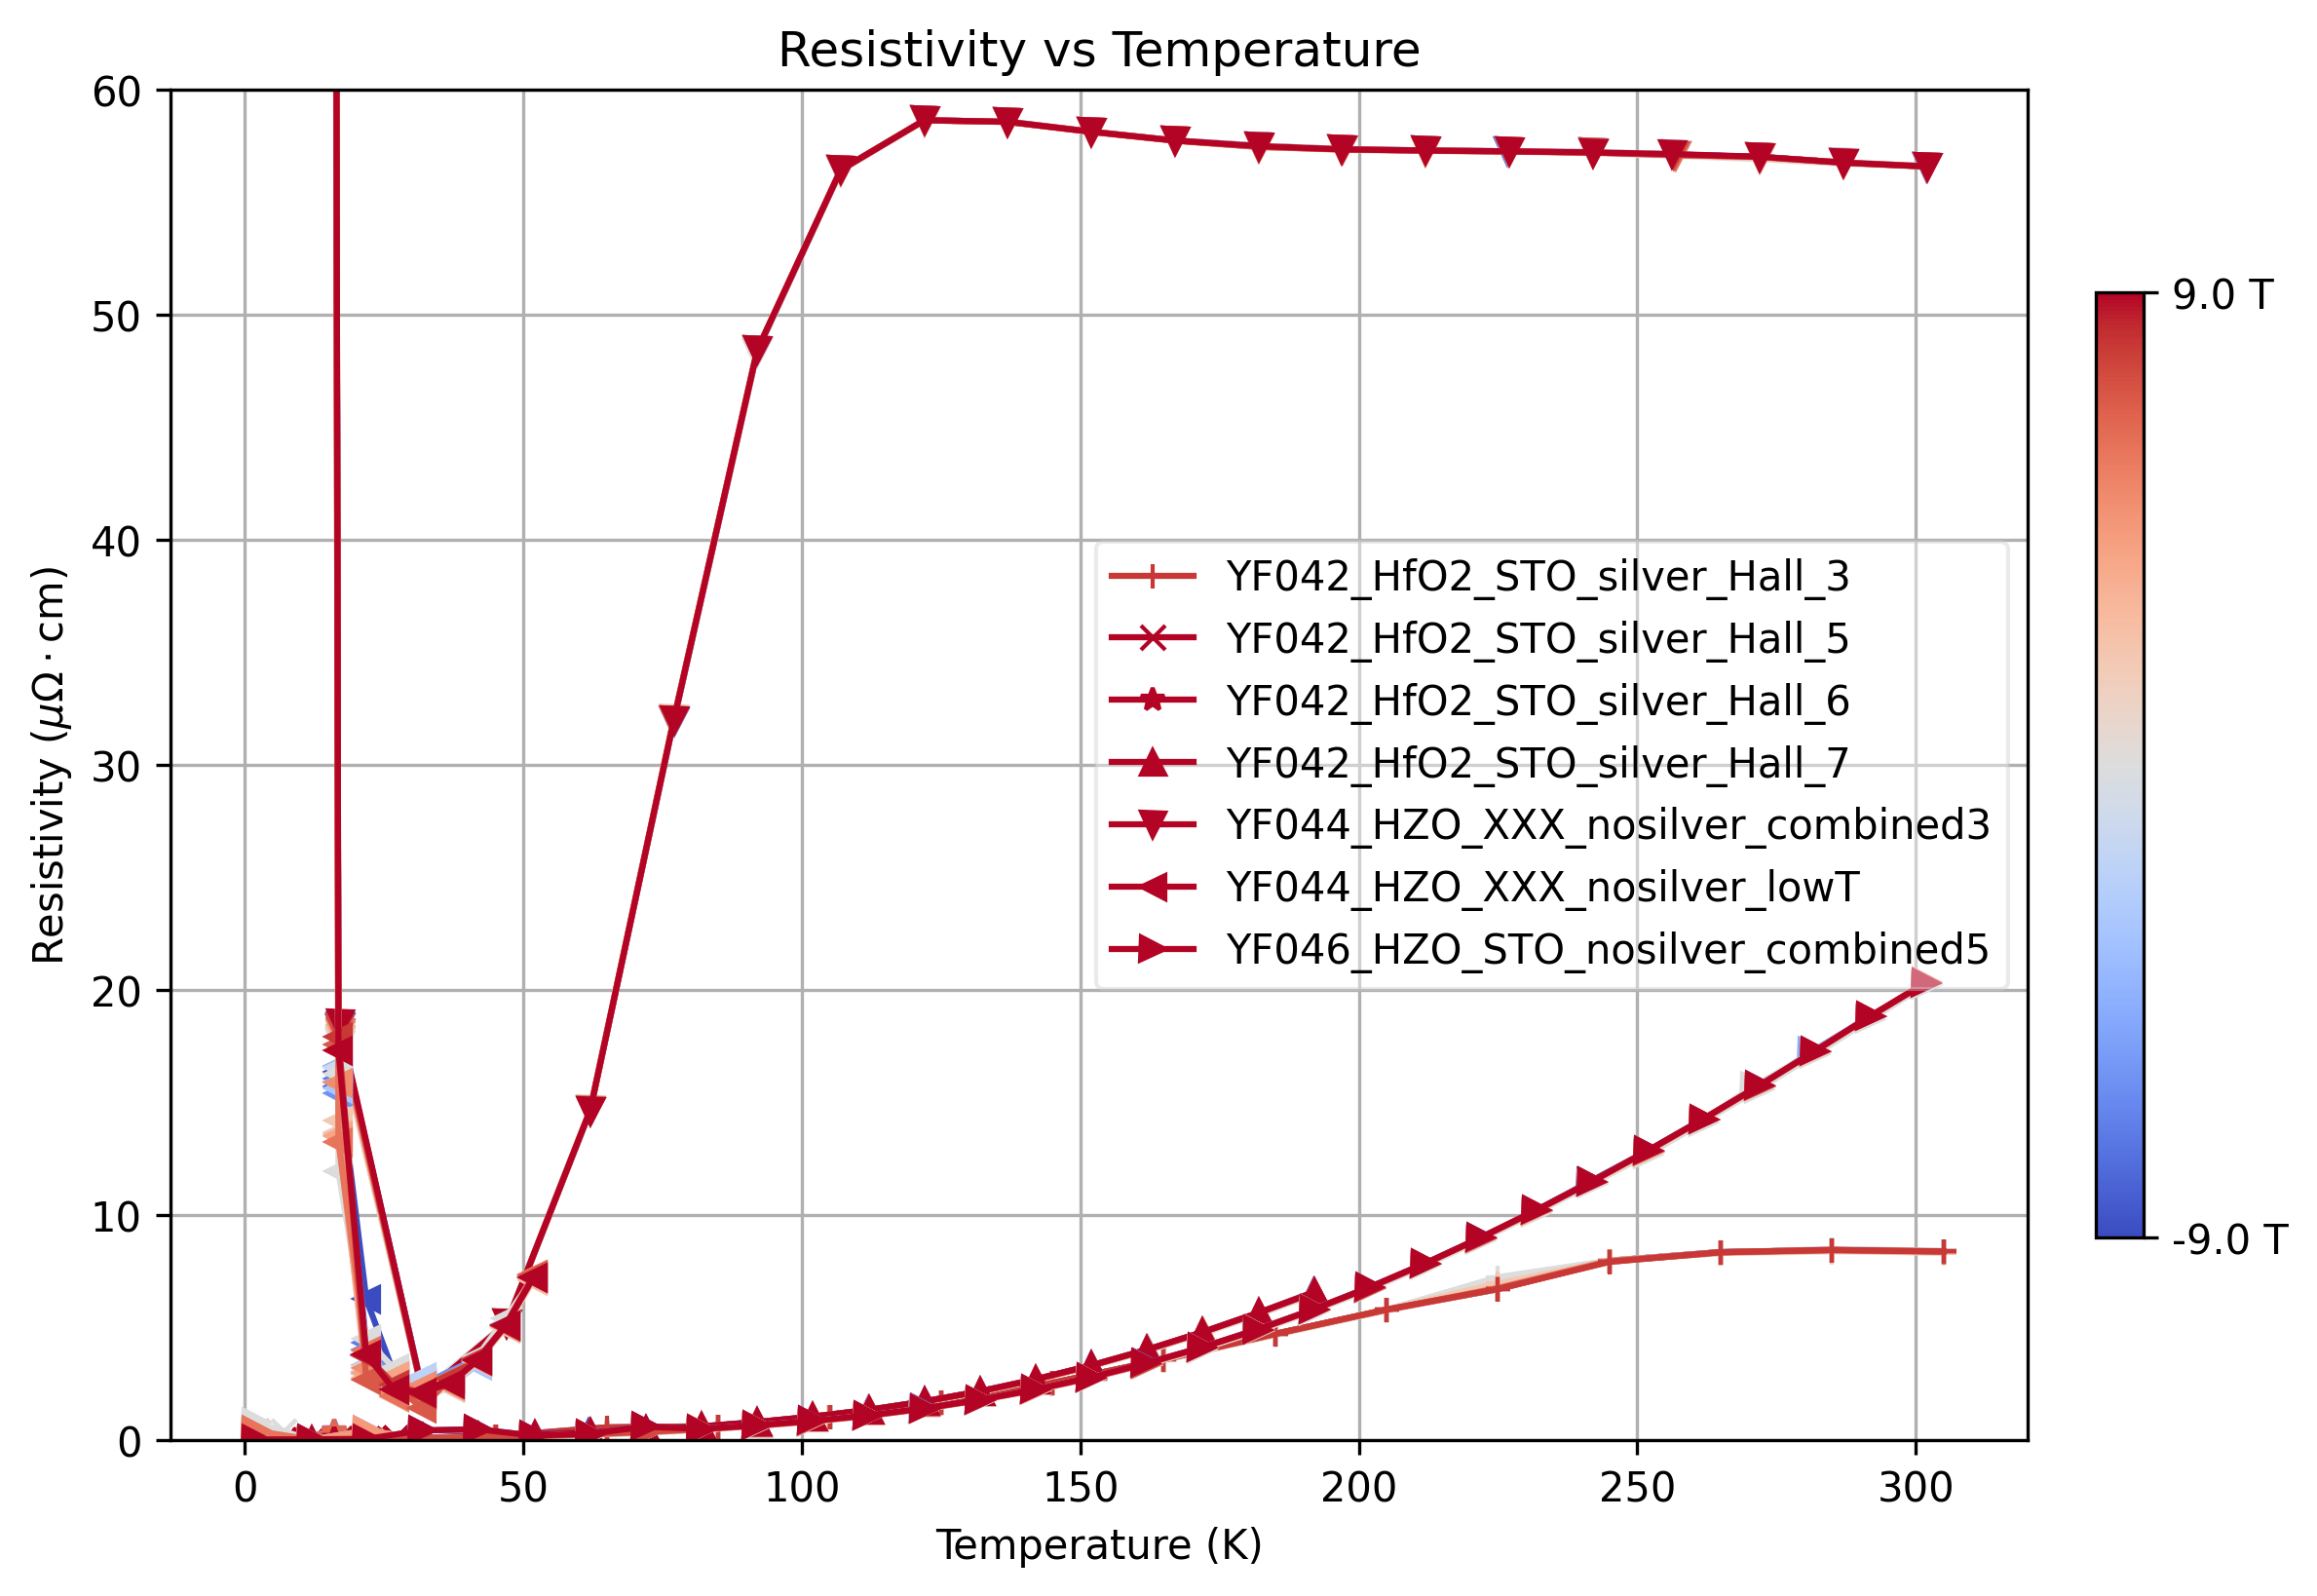 Resistivity vs Temperature
60
50
40
30
20
10
0
Resistivity (μΩ · cm)
YF042_HfO2_STO_silver_Hall_3
YF042_HfO2_STO_silver_Hall_5
YF042_HfO2_STO_silver_Hall_6
YF042_HfO2_STO_silver_Hall_7
YF044_HZO_XXX_nosilver_combined3
YF044_HZO_XXX_nosilver_lowT
YF046_HZO_STO_nosilver_combined5
0 50 100 150 200 250 300
Temperature (K)
9.0 T
-9.0 T